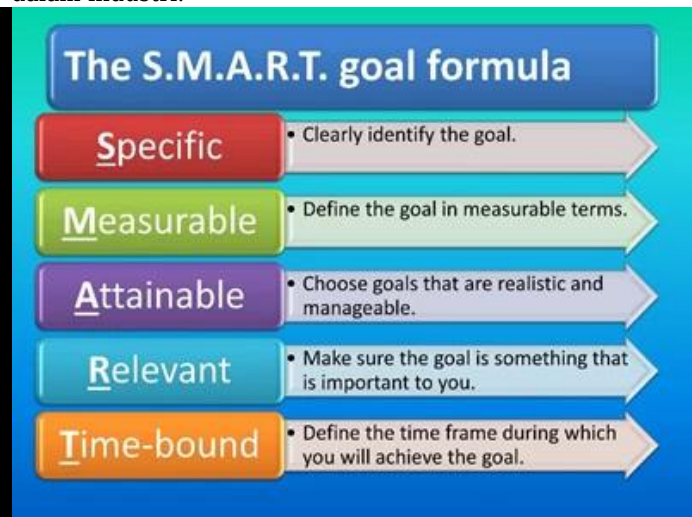 The S.M.A.R.T. goal formula
Specific
• Clearly identify the goal.
Measurable
• Define the goal in measurable terms.
Attainable
• Choose goals that are realistic and
manageable.
Relevant
• Make sure the goal is something that
is important to you.
Time-bound
• Define the time frame during which
you will achieve the goal.